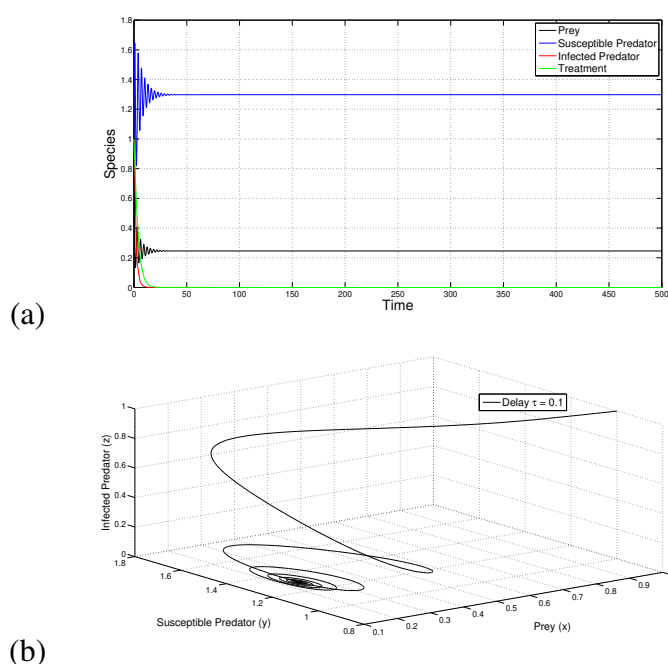 1.8
1.6
1.4
1.2
1
0.8
0.6
0.4
0.2
0
Species
Prey
Susceptible Predator
Infected Predator
Treatment
0 50 100 150 200 250 300 350 400 450 500
Time
(a)
Delay τ = 0.1
1
0.8
0.6
0.4
0.2
0
Infected Predator (z)
1.8
1.6
1.4
1.2
1
0.8
Susceptible Predator (y)
0.1 0.2 0.3 0.4 0.5 0.6 0.7 0.8 0.9
Prey (x)
(b)